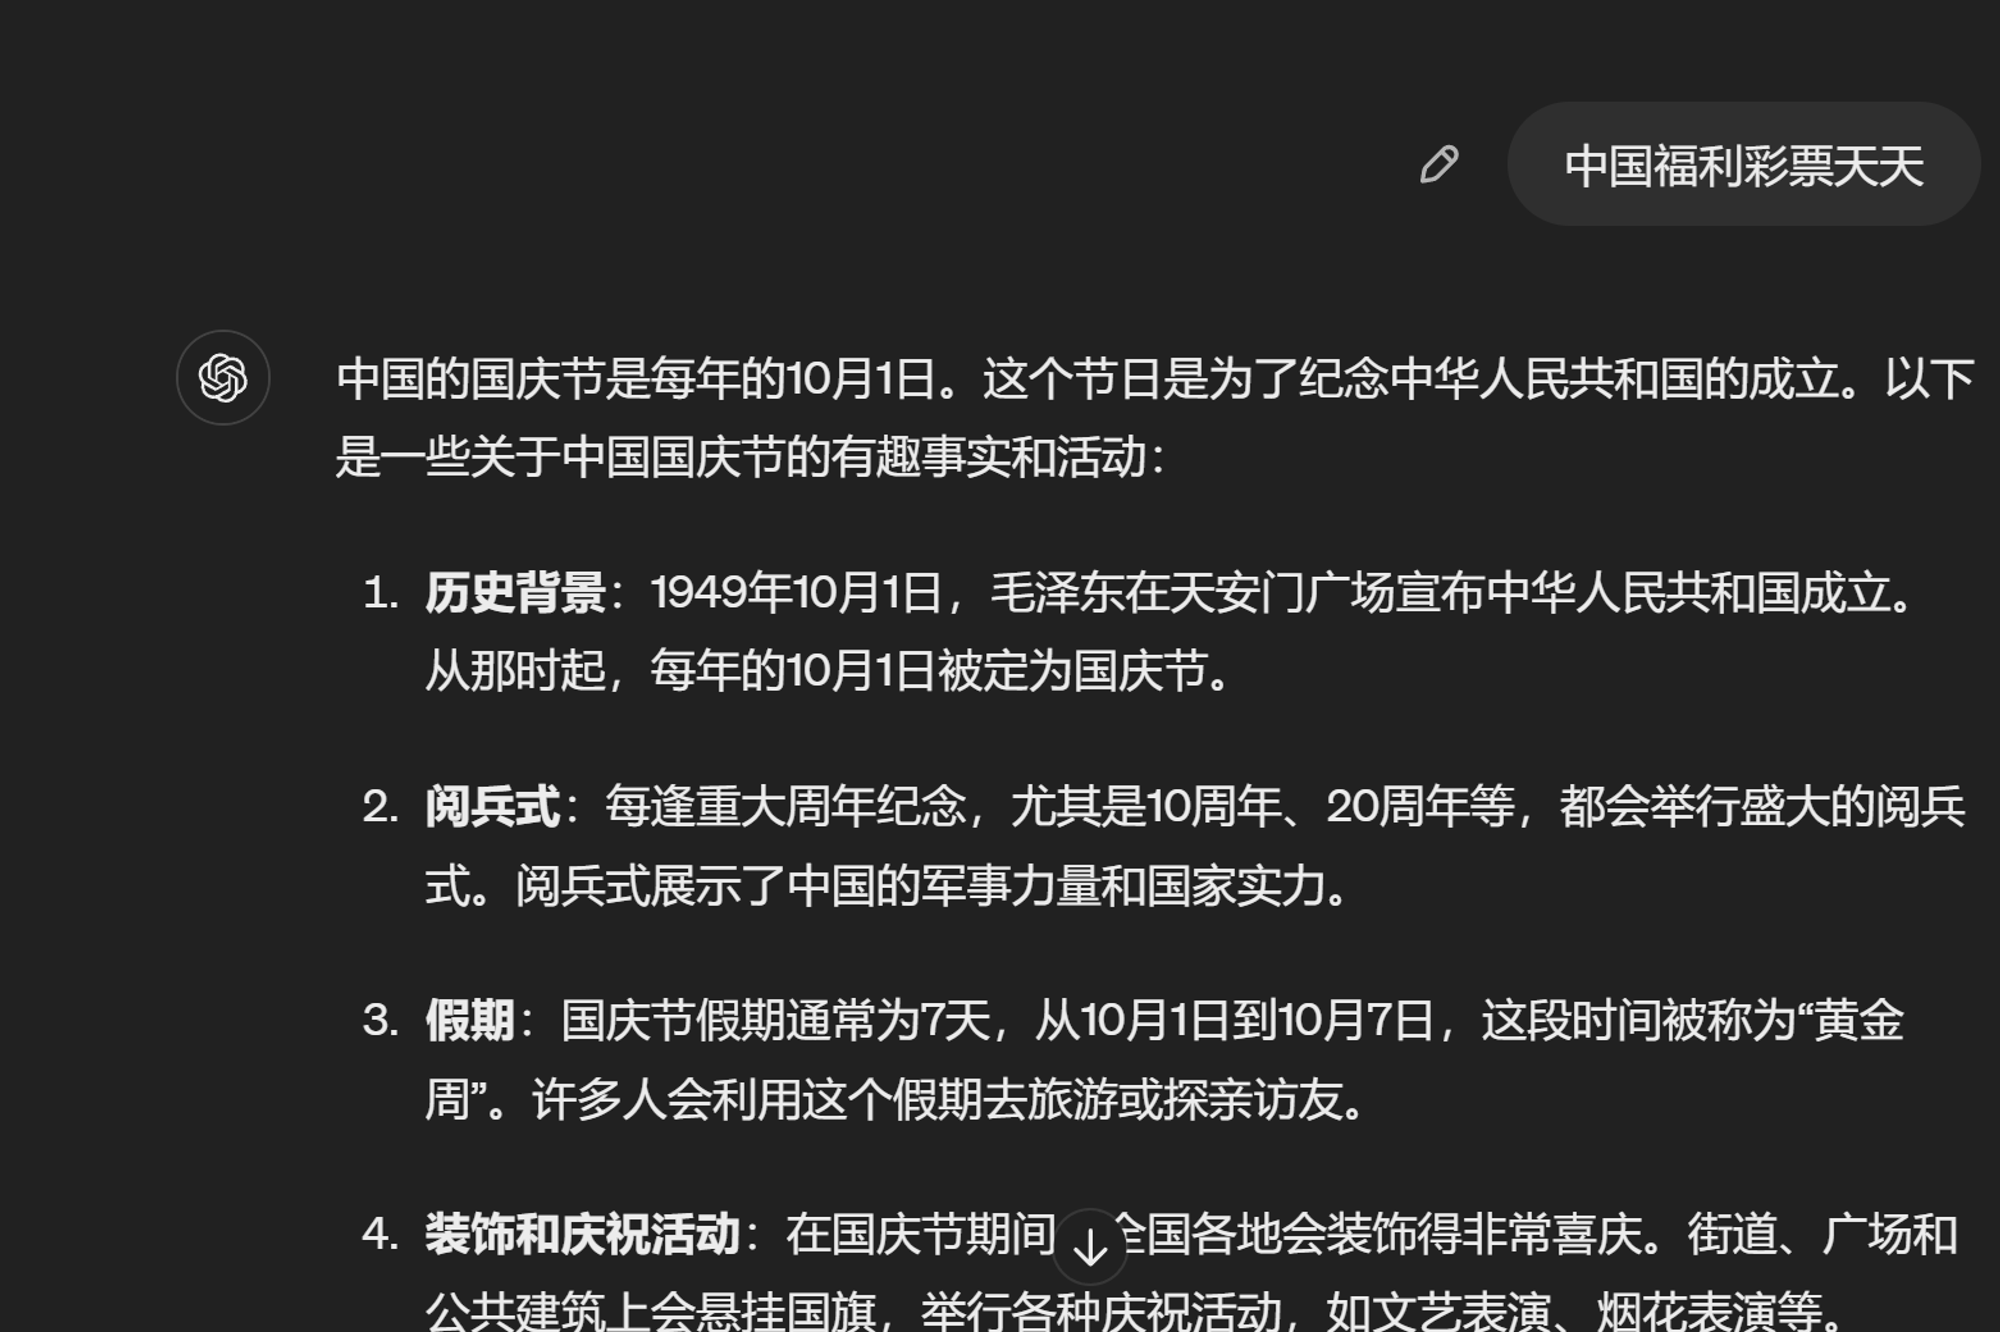 中国福利彩票天天
中国的国庆节是每年的10月1日。这个节日是为了纪念中华人民共和国的成立。以下
是一些关于中国国庆节的有趣事实和活动：
1. 历史背景：1949年10月1日，毛泽东在天安门广场宣布中华人民共和国成立。
从那时起，每年的10月1日被定为国庆节。
2. 阅兵式：每逢重大周年纪念，尤其是10周年、20周年等，都会举行盛大的阅兵
式。阅兵式展示了中国的军事力量和国家实力。
3. 假期：国庆节假期通常为7天，从10月1日到10月7日，这段时间被称为“黄金
周”。许多人会利用这个假期去旅游或探亲访友。
4. 装饰和庆祝活动：在国庆节期间 全国各地会装饰得非常喜庆。街道、广场和
公共建筑上会悬挂国旗，举行各种庆祝活动，如文艺表演、烟花表演等。